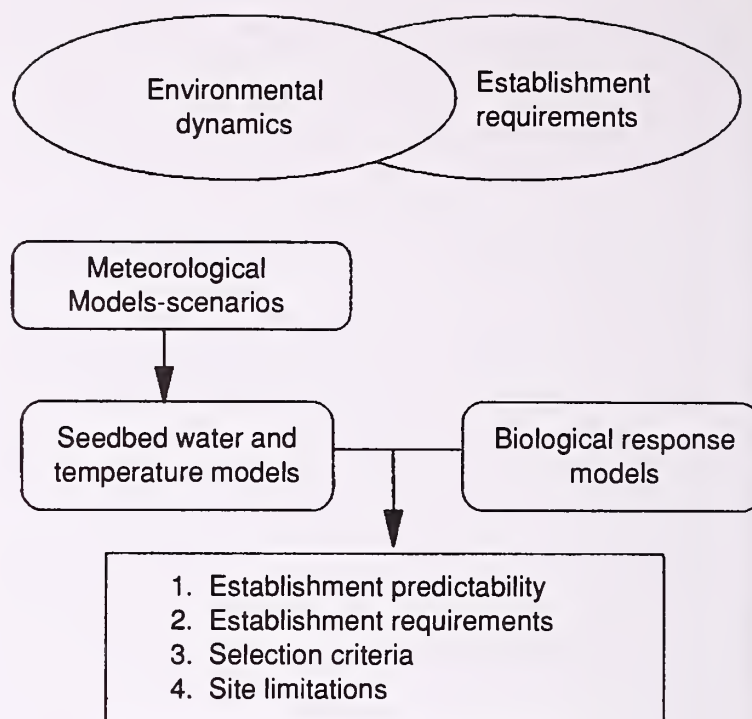 Environmental
dynamics
Establishment
requirements
Meteorological
Models-scenarios
Seedbed water and
temperature models
Biological response
models
1. Establishment predictability
2. Establishment requirements
3. Selection criteria
4. Site limitations